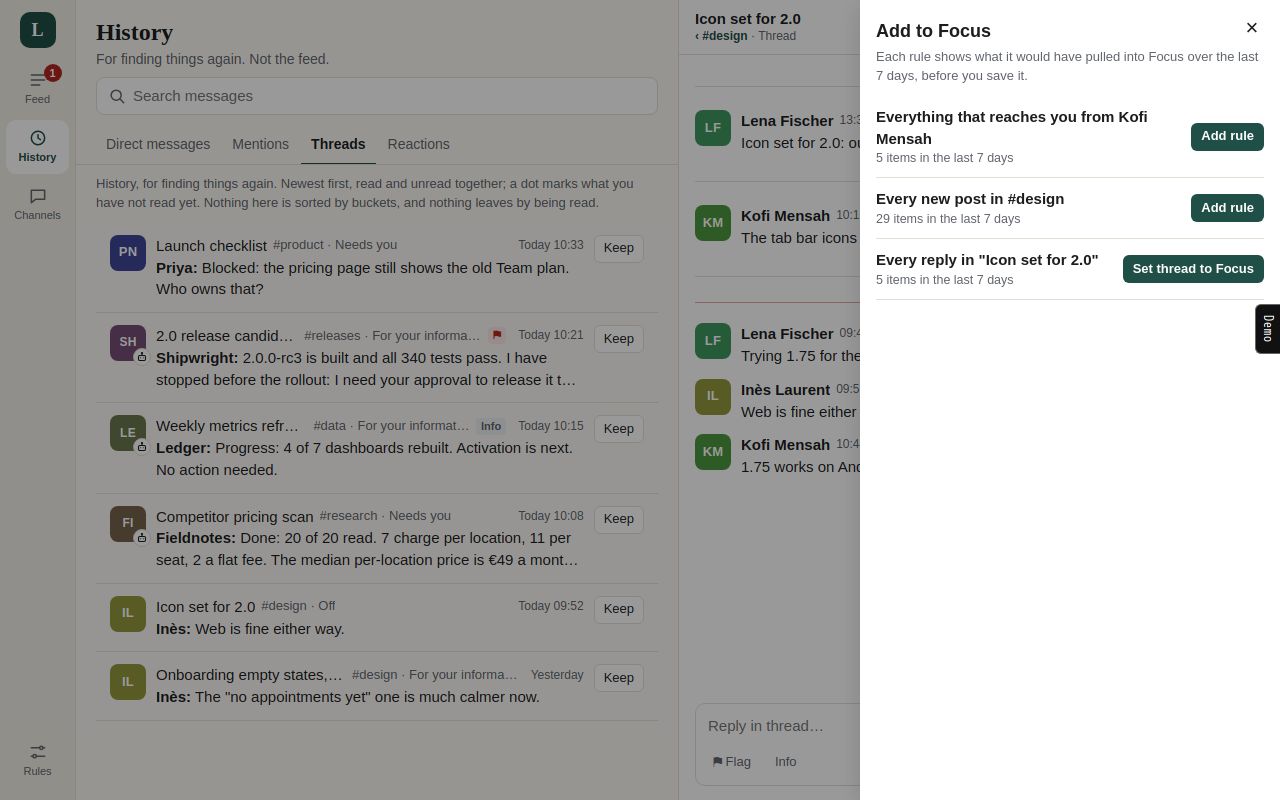 L
1
Feed
History
Channels
Rules
History
For finding things again. Not the feed.
Search messages
Direct messages
Mentions
Threads
Reactions
History, for finding things again. Newest first, read and unread together; a dot marks what you
have not read yet. Nothing here is sorted by buckets, and nothing leaves by being read.
PN
Launch checklist #product · Needs you Today 10:33 Keep
Priya: Blocked: the pricing page still shows the old Team plan.
Who owns that?
SH
2.0 release candid… #releases · For your informa… Today 10:21 Keep
Shipwright: 2.0.0-rc3 is built and all 340 tests pass. I have
stopped before the rollout: I need your approval to release it t…
LE
Weekly metrics refr… #data · For your informat… Info Today 10:15 Keep
Ledger: Progress: 4 of 7 dashboards rebuilt. Activation is next.
No action needed.
FI
Competitor pricing scan #research · Needs you Today 10:08 Keep
Fieldnotes: Done: 20 of 20 read. 7 charge per location, 11 per
seat, 2 a flat fee. The median per-location price is €49 a mont…
IL
Icon set for 2.0 #design · Off Today 09:52 Keep
Inès: Web is fine either way.
IL
Onboarding empty states,… #design · For your informa… Yesterday Keep
Inès: The "no appointments yet" one is much calmer now.
Icon set for 2.0
‹ #design · Thread
LF
Lena Fischer 13:3
Icon set for 2.0: ou
KM
Kofi Mensah 10:1
The tab bar icons
LF
Lena Fischer 09:4
Trying 1.75 for the
IL
Inès Laurent 09:5
Web is fine either
KM
Kofi Mensah 10:4
1.75 works on And
Reply in thread…
Flag
Info
Add to Focus
Each rule shows what it would have pulled into Focus over the last
7 days, before you save it.
Everything that reaches you from Kofi
Mensah
5 items in the last 7 days
Add rule
Every new post in #design
29 items in the last 7 days
Add rule
Every reply in "Icon set for 2.0"
5 items in the last 7 days
Set thread to Focus
Demo